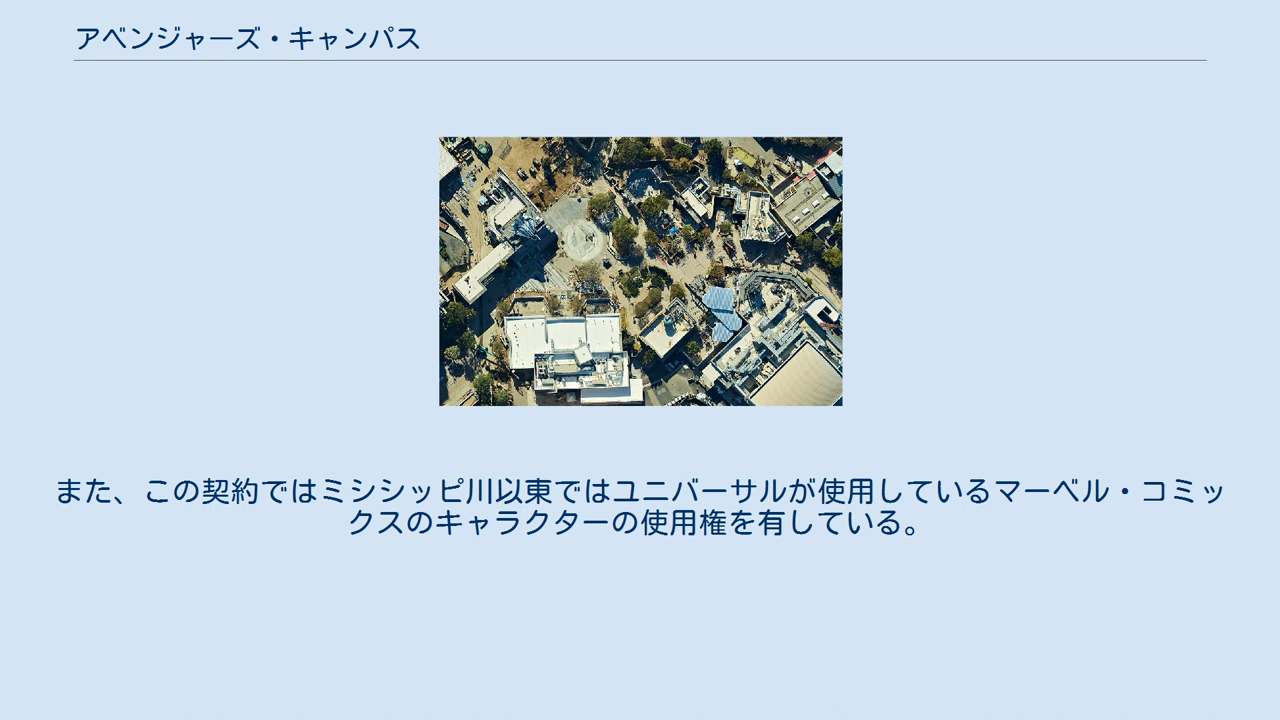 アベンジャーズ・キャンパス
また、この契約ではミシシッピ川以東ではユニバーサルが使用しているマーベル・コミッ
クスのキャラクターの使用権を有している。